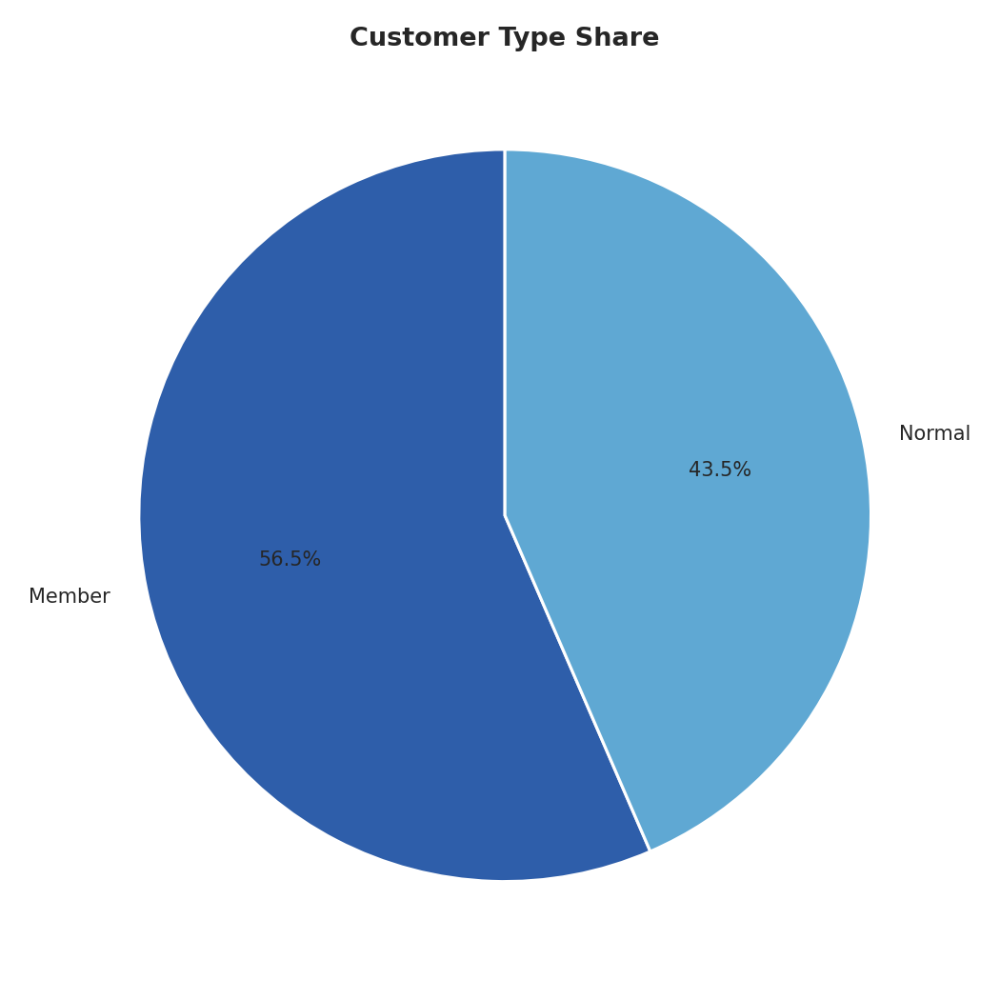 Customer Type Share
Normal
43.5%
56.5%
Member